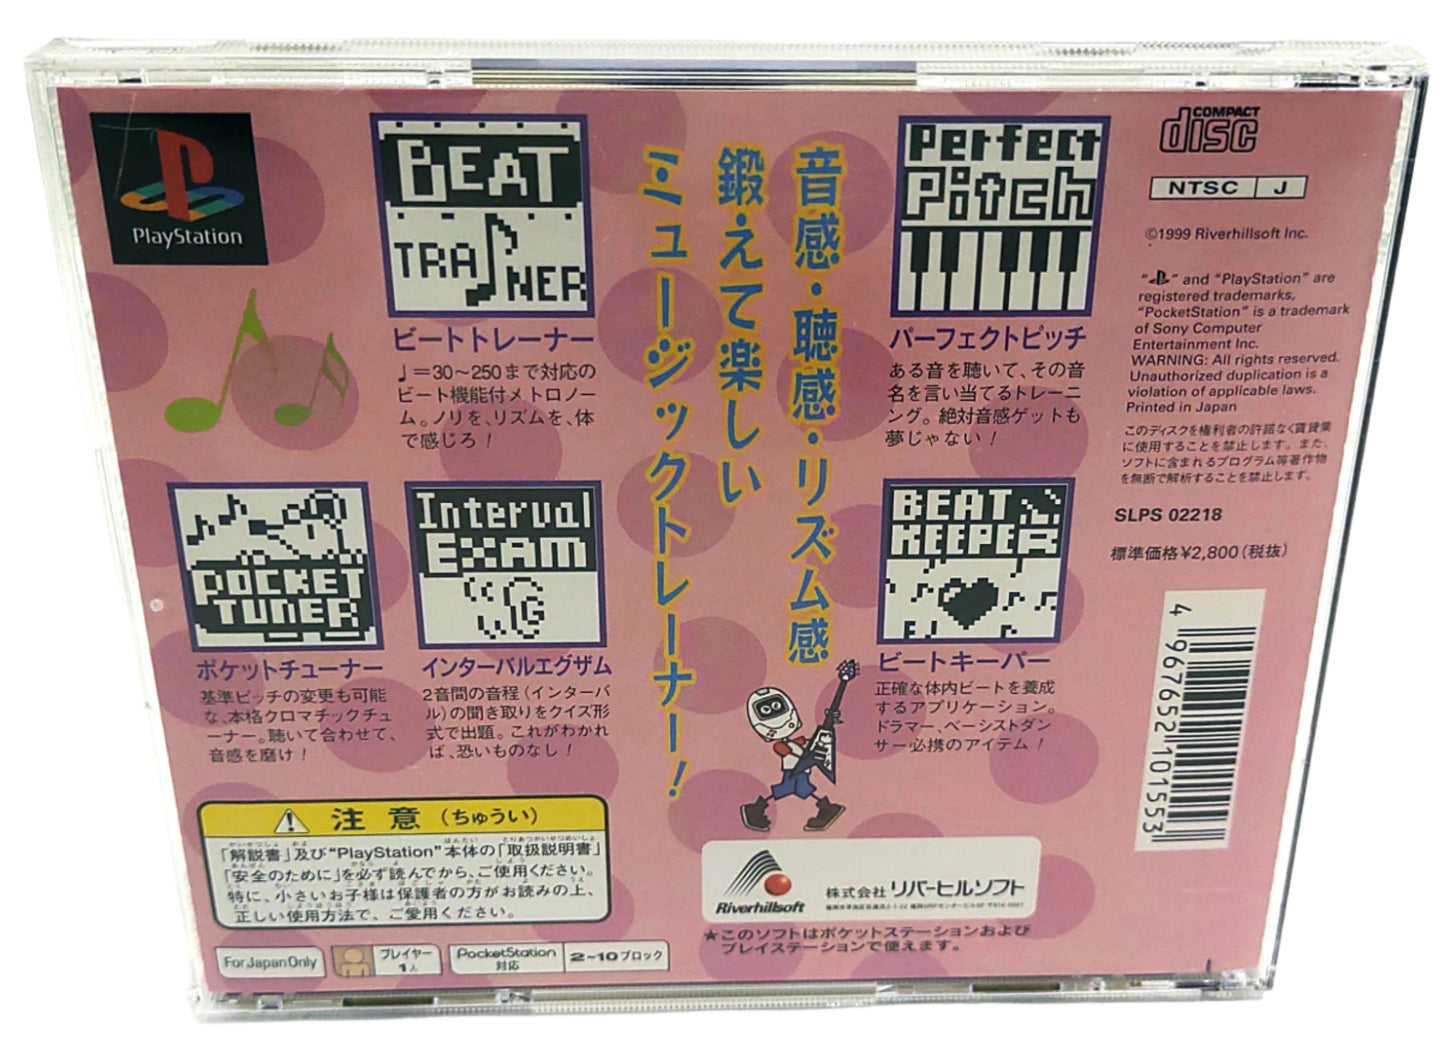 PlayStation
BEAT
TRAINER
ビートトレーナー
♩=30~250まで対応の
ビート機能付メトロノー
ム。ノリを、リズムを、体
で感じろ！
POCKET
TUNER
ポケットチューナー
基準ピッチの変更も可能
な、本格クロマチックチュ
ーナー。聴いて合わせて、
音感を磨け！
Interval
Exam
インターバルエグザム
2音間の音程（インターバ
ル）の聞き取りをクイズ形
式で出題。これがわかれ
ば、恐いものなし！
音感・聴感・リズム感
鍛えて楽しい
ミュージックトレーナー！
Perfect
Pitch
パーフェクトピッチ
ある音を聴いて、その音
名を言い当てるトレーニ
ング。絶対音感ゲットも
夢じゃない！
BEAT
KEEPER
ビートキーパー
正確な体内ビートを養成
するアプリケーション。
ドラマー、ベーシストダン
サー必携のアイテム！
COMPACT
disc
NTSC J
©1999 Riverhillsoft Inc.
" " and "PlayStation" are
registered trademarks,
"PocketStation" is a trademark
of Sony Computer
Entertainment Inc.
WARNING: All rights reserved.
Unauthorized duplication is a
violation of applicable laws.
Printed in Japan
このディスクを権利者の許諾なく賃貸業
に使用することを禁止します。また、
ソフトに含まれるプログラム等著作物
を無断で解析することを禁止します。
SLPS 02218
標準価格¥2,800（税抜）
4 967652 101553
注意（ちゅうい）
「解説書」及び"PlayStation"本体の「取扱説明書」
「安全のために」を必ず読んでから、ご使用ください。
特に、小さいお子様は保護者の方がお読みの上、
正しい使用方法で、ご愛用ください。
For Japan Only
プレイヤー
1人
PocketStation
対応
2~10ブロック
Riverhillsoft
株式会社リバーヒルソフト
★このソフトはポケットステーションおよび
プレイステーションで使えます。